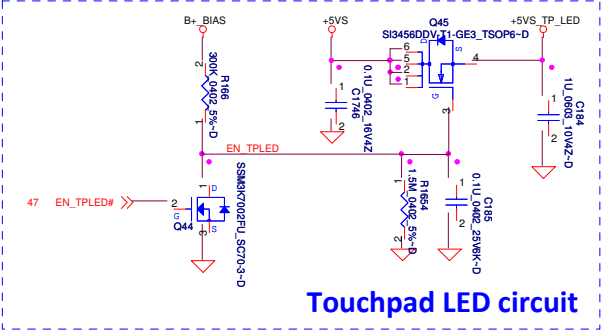 B+_BIAS
+5VS
Q45
SI3456DDV-T1-GE3_TSOP6~D
+5VS_TP_LED
D
S
6
5
2
1
4
G
3
2
R166
300K_0402_5%~D
1
1
C1746
0.1U_0402_16V4Z
2
1
C184
1U_0603_10V4Z~D
2
EN_TPLED
47 EN_TPLED#
1
D
2
G
Q44
3
S
SSM3K7002FU_SC70-3~D
1
R1654
1.5M_0402_5%~D
2
1
C185
0.1U_0402_25V6K~D
2
Touchpad LED circuit